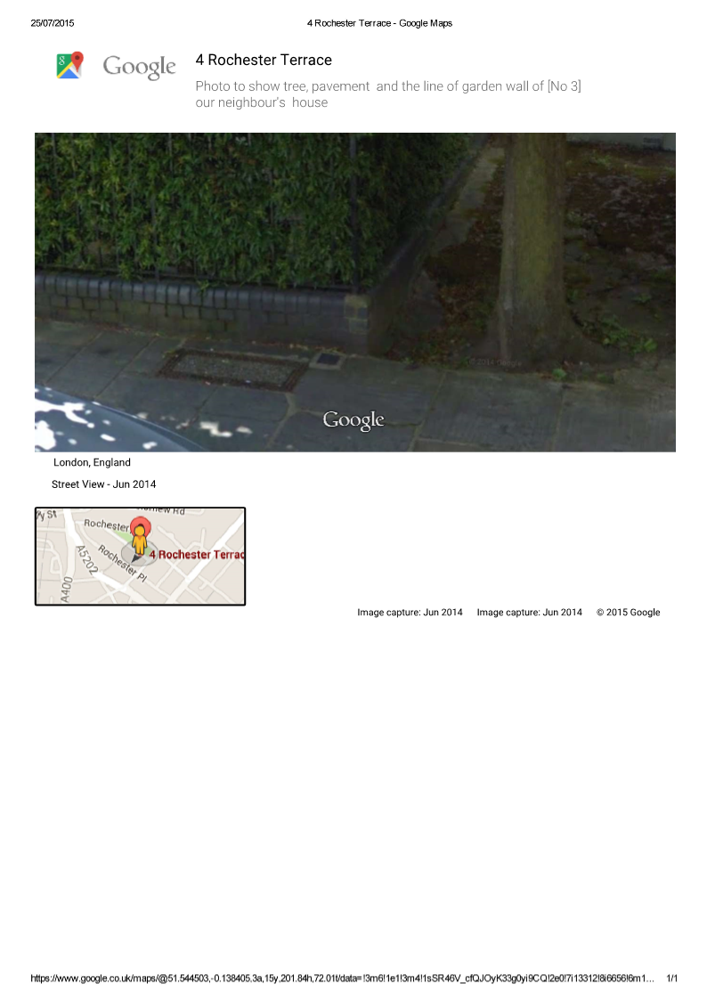 25/07/2015
4 Rochester Terrace - Google Maps
Google
4 Rochester Terrace
Photo to show tree, pavement and the line of garden wall of [No 3]
our neighbour's house
© 2014 Google
Google
London, England
Street View - Jun 2014
y St
Rochester
A5202
Rochester Pl
A400
4 Rochester Terrac
Image capture: Jun 2014 Image capture: Jun 2014 © 2015 Google
https://www.google.co.uk/maps/@51.544503,-0.138405,3a,15y,201.84h,72.01t/data=!3m6!1e1!3m4!1sSR46V_cfQJOyK33g0yi9CQ!2e0!7i13312!8i6656!6m1… 1/1